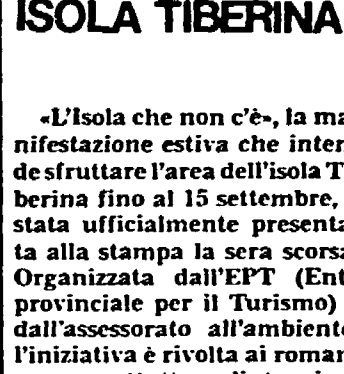 ISOLA TIBERINA
«L'Isola che non c'è», la ma
nifestazione estiva che inten
de sfruttare l'area dell'isola T
berina fino al 15 settembre,
stata ufficialmente presenta
ta alla stampa la sera scorsa
Organizzata dall'EPT (Ent
provinciale per il Turismo)
dall'assessorato all'ambiente
l'iniziativa è rivolta ai roman